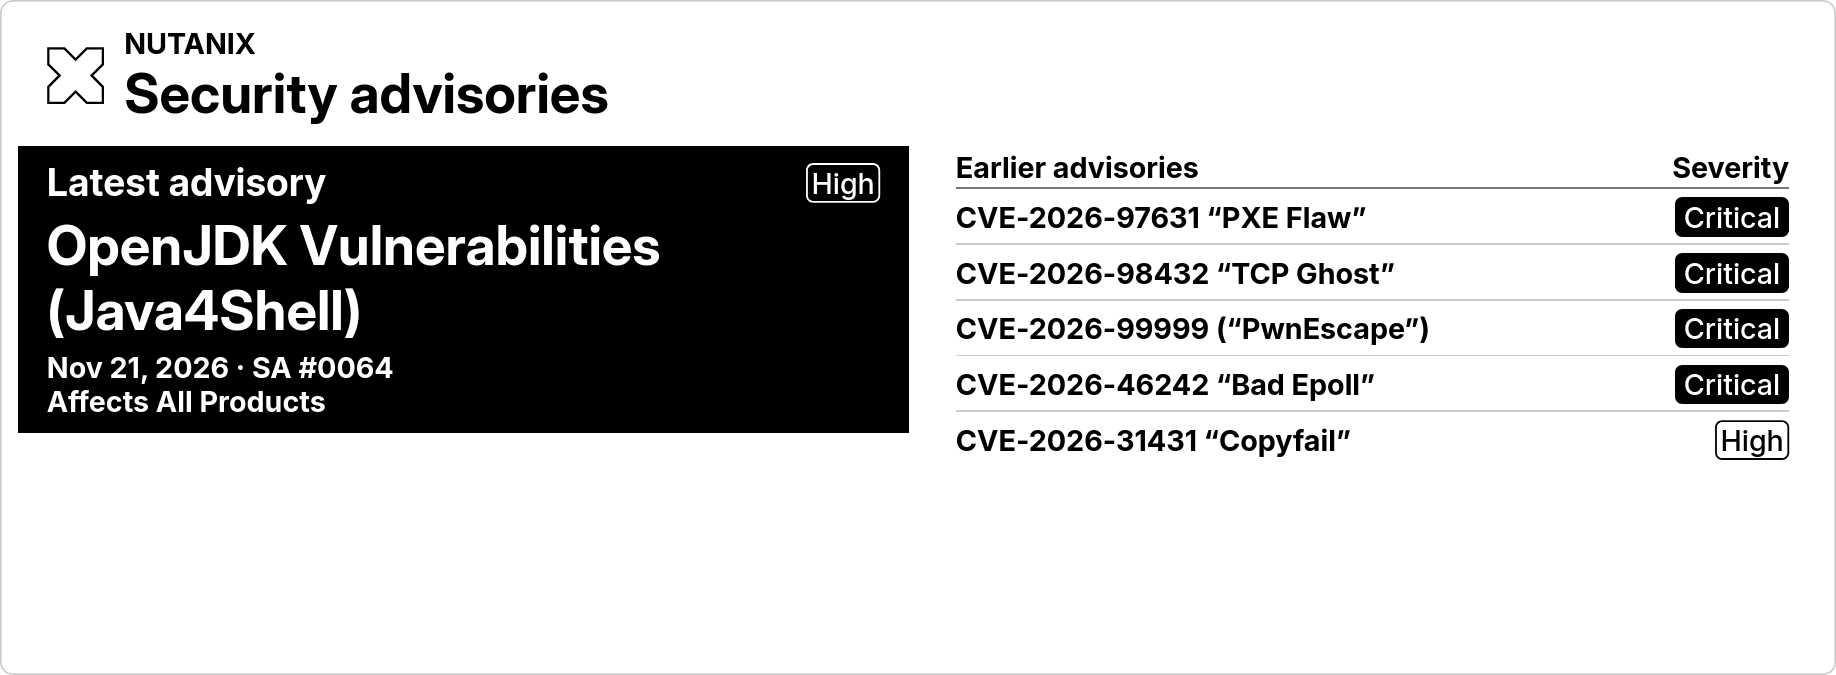 NUTANIX
Security advisories
Latest advisory
High
OpenJDK Vulnerabilities
(Java4Shell)
Nov 21, 2026 · SA #0064
Affects All Products
Earlier advisories
Severity
CVE-2026-97631 “PXE Flaw”
Critical
CVE-2026-98432 “TCP Ghost”
Critical
CVE-2026-99999 (“PwnEscape”)
Critical
CVE-2026-46242 “Bad Epoll”
Critical
CVE-2026-31431 “Copyfail”
High